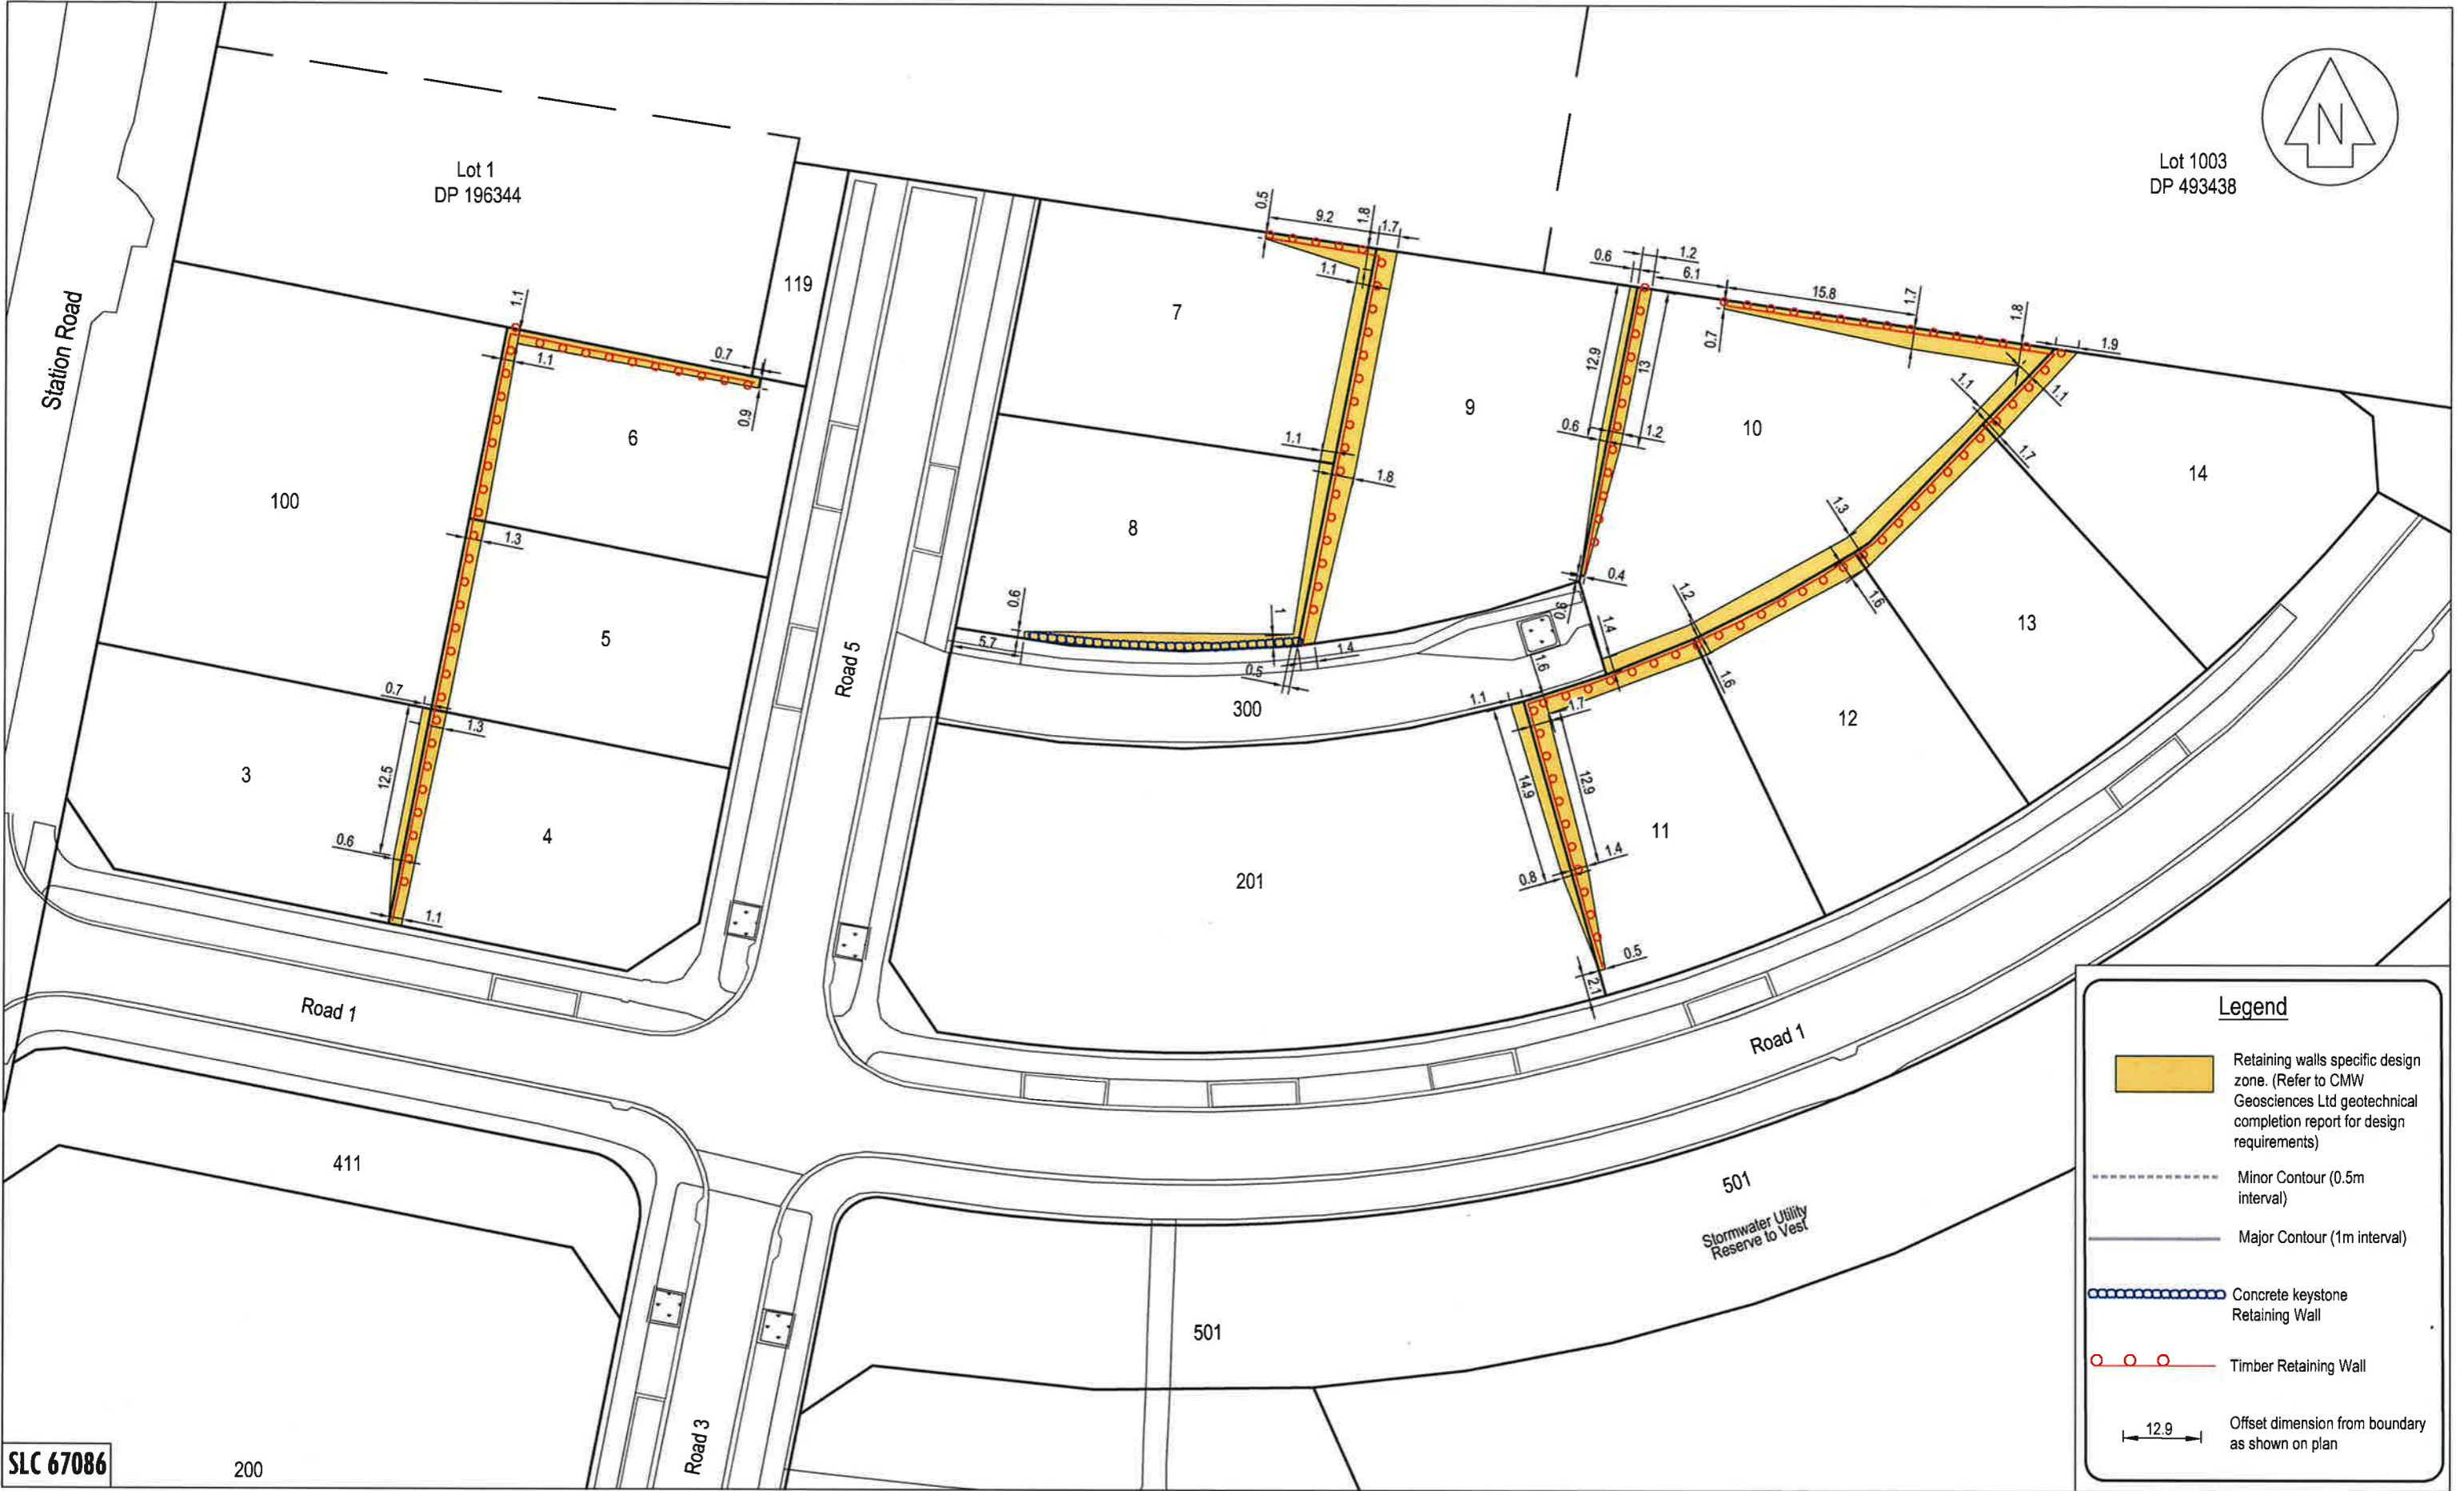 Lot 1
DP 196344
Lot 1003
DP 493438
N
Station Road
119
7
0.5
9.2
1.8
1.7
1.1
0.6
1.2
6.1
15.8
1.7
0.7
1.8
1.9
1.1
1.1
0.7
0.9
6
100
1.3
5
9
12.9
13
0.6
1.2
10
1.1
1.1
1.7
14
1.1
1.8
8
1.3
1.6
13
0.6
5.7
1
0.5
1.4
0.4
0.6
1.4
1.2
1.6
1.6
12
Road 5
300
1.1
1.7
14.9
12.9
0.7
1.3
12.5
3
4
0.6
1.1
201
11
1.4
0.8
0.5
2.1
Road 1
Road 1
411
501
Stormwater Utility
Reserve to Vest
501
Road 3
200
SLC 67086
Legend
Retaining walls specific design
zone. (Refer to CMW
Geosciences Ltd geotechnical
completion report for design
requirements)
Minor Contour (0.5m
interval)
Major Contour (1m interval)
Concrete keystone
Retaining Wall
Timber Retaining Wall
12.9
Offset dimension from boundary
as shown on plan